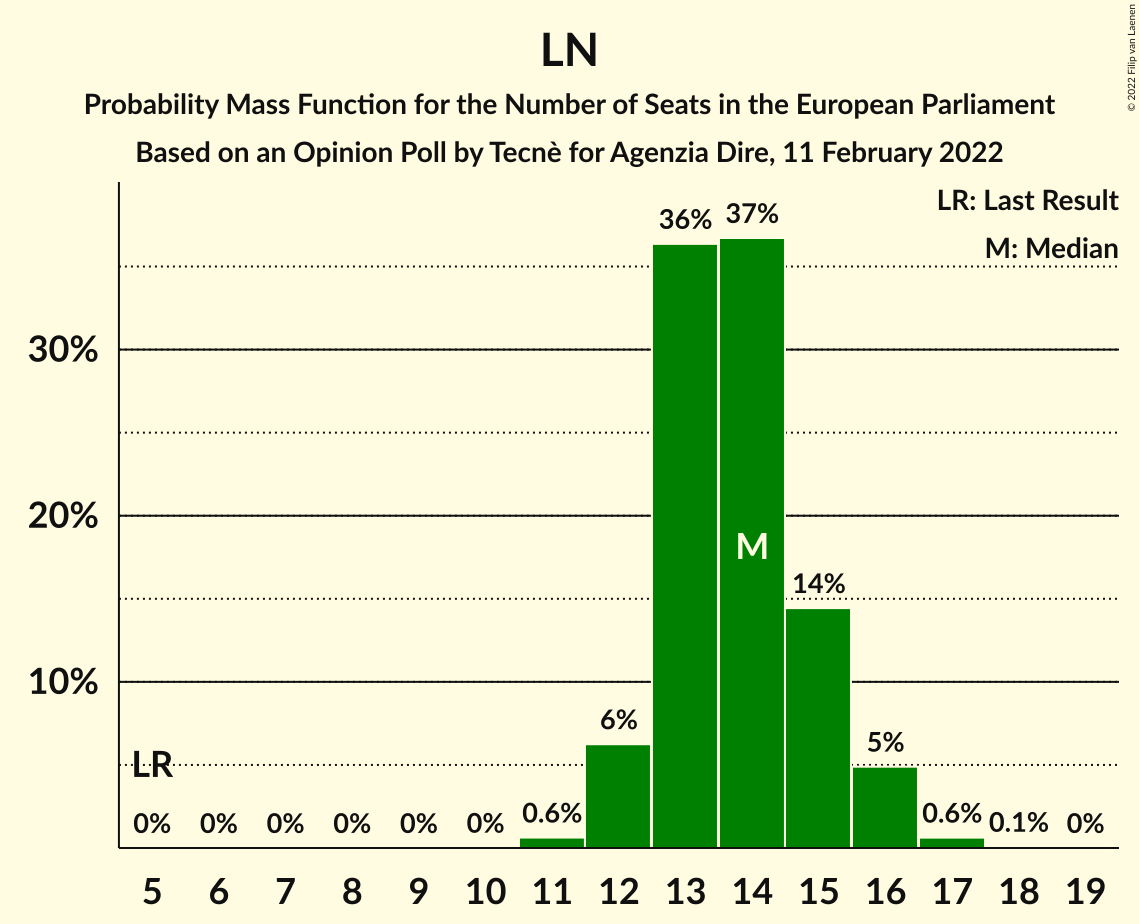 LN
Probability Mass Function for the Number of Seats in the European Parliament
Based on an Opinion Poll by Tecnè for Agenzia Dire, 11 February 2022
© 2022 Filip van Laenen
LR: Last Result
M: Median
36% 37%
30%
20%
M
14%
10%
6%
5%
LR
0% 0% 0% 0% 0% 0% 0.6% 0.6% 0.1% 0%
5 6 7 8 9 10 11 12 13 14 15 16 17 18 19